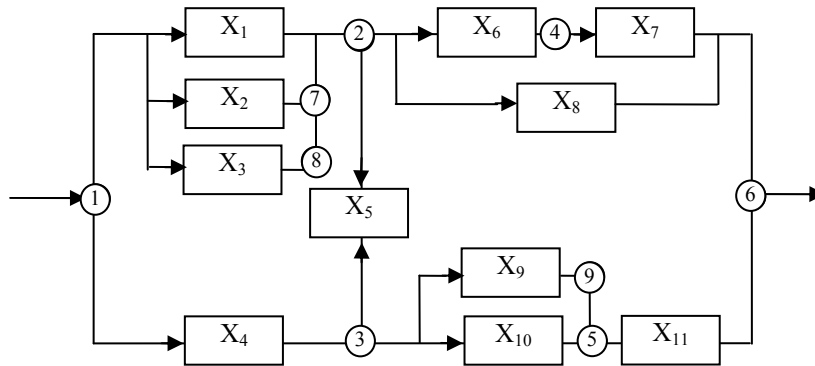 X₁ 2 X₆ 4 X₇
X₂ 7 X₈
X₃ 8
1 X₅ 6
X₉ 9
X₄ 3 X₁₀ 5 X₁₁